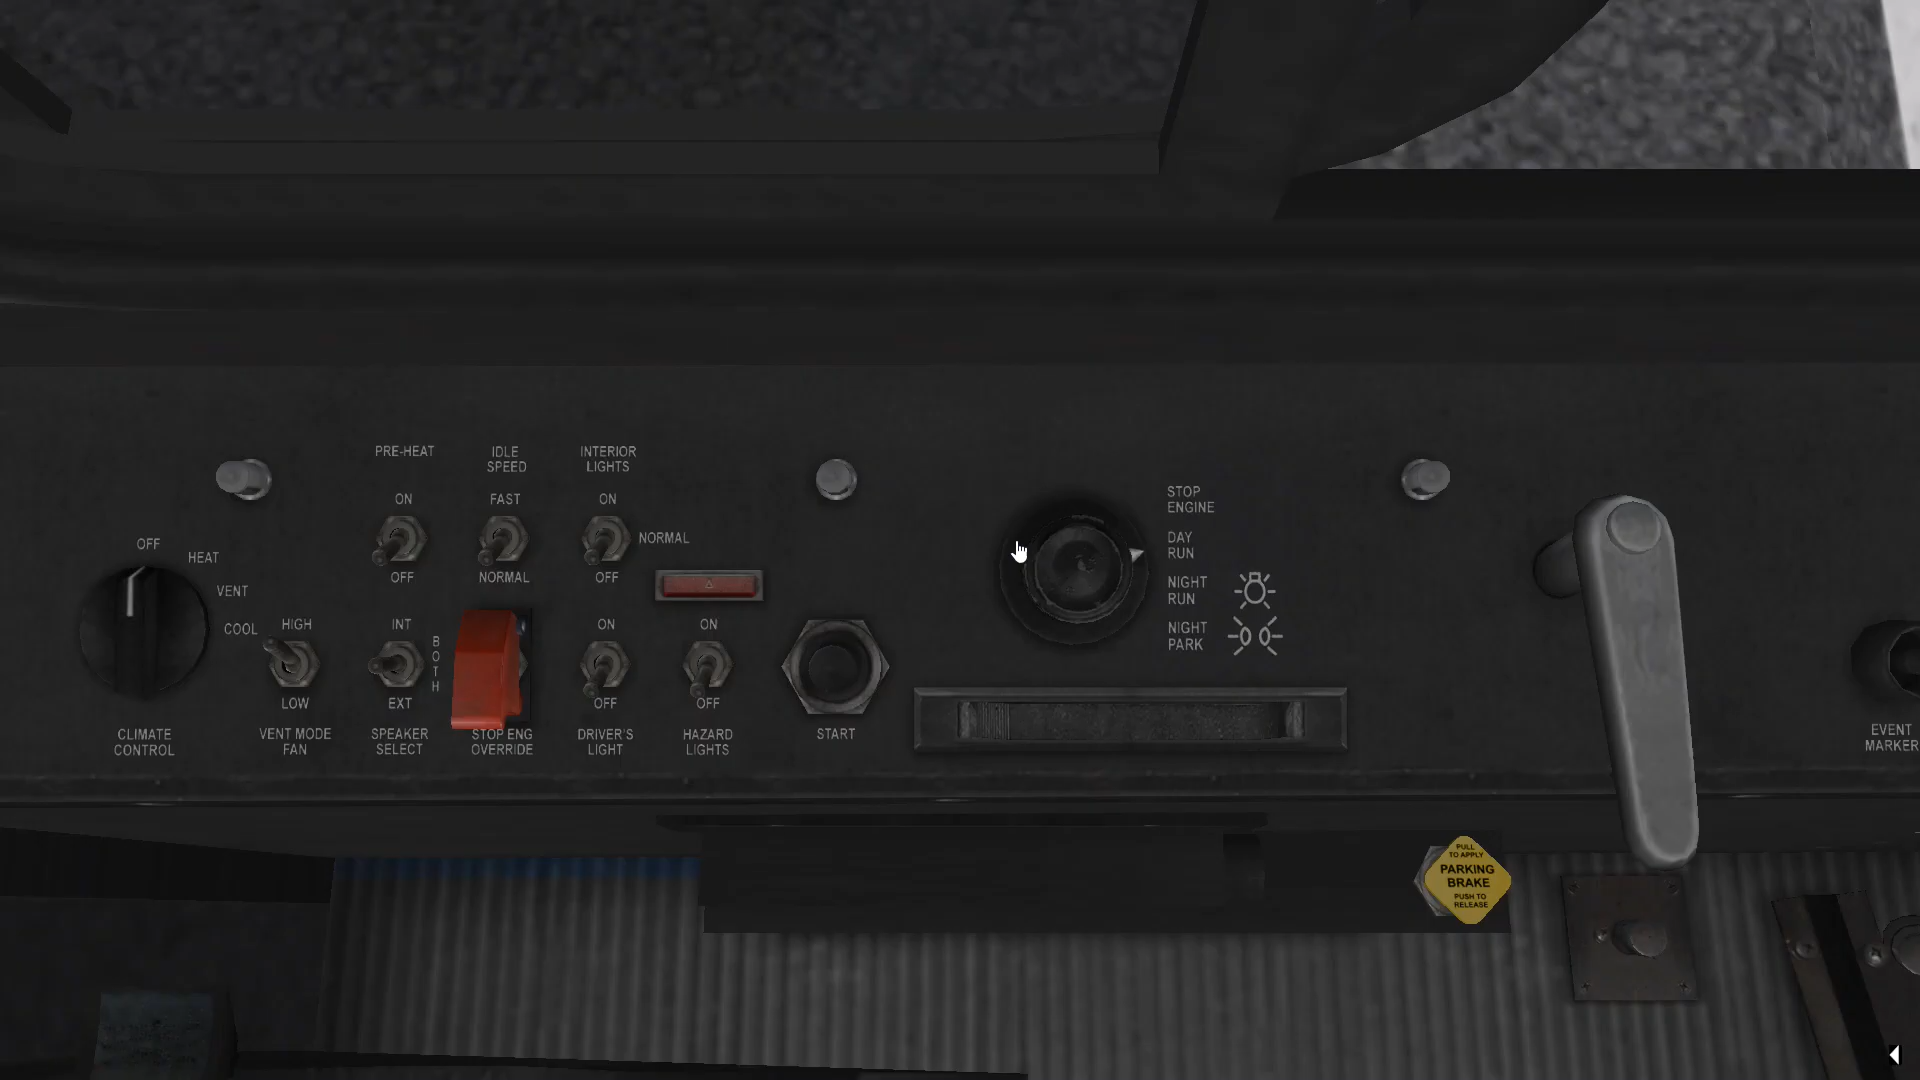 PRE-HEAT
ON
OFF
IDLE
SPEED
FAST
NORMAL
INTERIOR
LIGHTS
ON
NORMAL
OFF
OFF
HEAT
VENT
COOL
CLIMATE
CONTROL
HIGH
LOW
VENT MODE
FAN
INT
B
O
T
H
EXT
SPEAKER
SELECT
STOP ENG
OVERRIDE
ON
OFF
DRIVER'S
LIGHT
ON
OFF
HAZARD
LIGHTS
START
STOP
ENGINE
DAY
RUN
NIGHT
RUN
NIGHT
PARK
EVENT
MARKER
PULL
TO APPLY
PARKING
BRAKE
PUSH TO
RELEASE